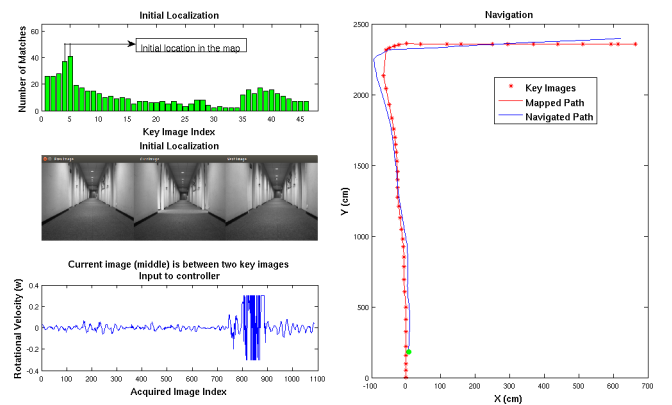 Initial Localization
Number of Matches
60
40
20
0
Initial location in the map
0 5 10 15 20 25 30 35 40 45
Key Image Index
Initial Localization
Current image (middle) is between two key images
Input to controller
Rotational Velocity (w)
0.4
0.2
0
-0.2
-0.4
0 100 200 300 400 500 600 700 800 900 1000 1100
Acquired Image Index
Navigation
Y (cm)
2500
2000
1500
1000
500
0
Key Images
Mapped Path
Navigated Path
-100 0 100 200 300 400 500 600 700
X (cm)